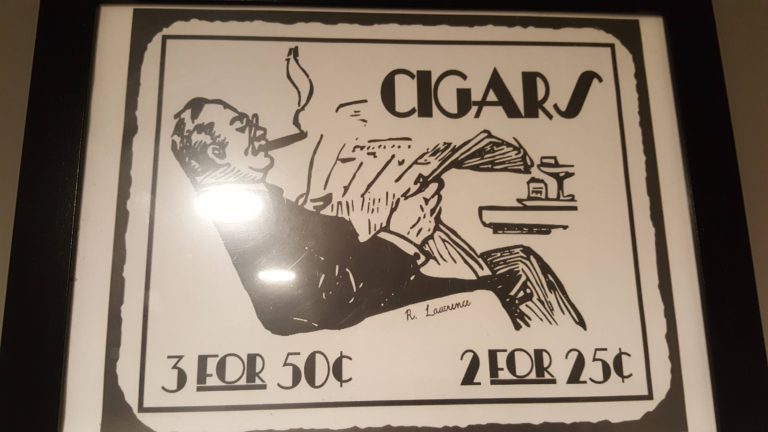 CIGARS
R. Lawrence
3 FOR 50¢ 2 FOR 25¢